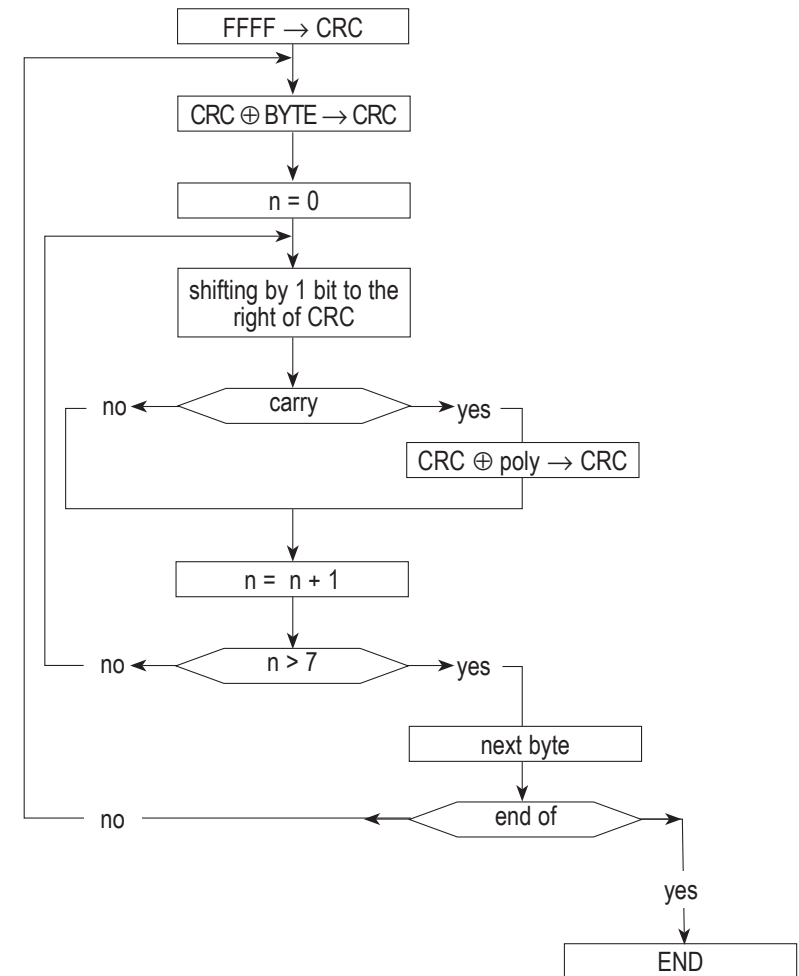 FFFF → CRC
CRC ⊕ BYTE → CRC
n = 0
shifting by 1 bit to the
right of CRC
no
carry
yes
CRC ⊕ poly → CRC
n = n + 1
no
n > 7
yes
next byte
no
end of
yes
END